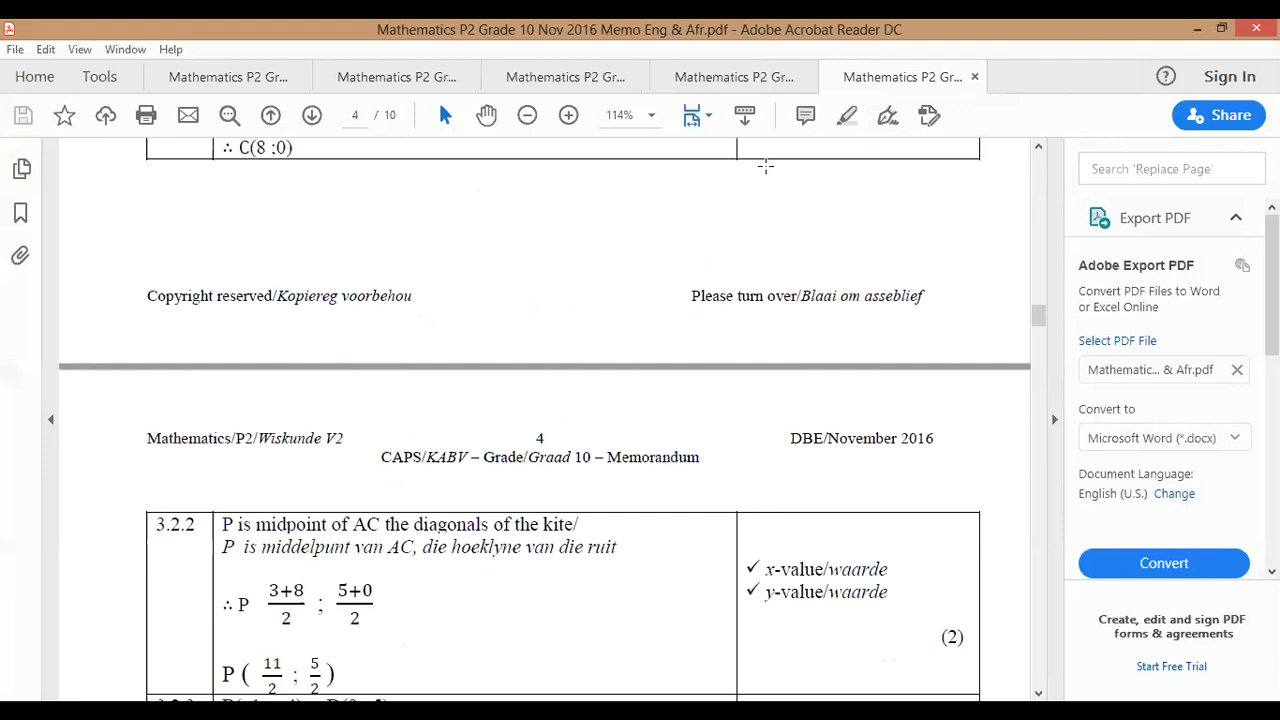 Mathematics P2 Grade 10 Nov 2016 Memo Eng & Afr.pdf - Adobe Acrobat Reader DC
File Edit View Window Help
Home Tools Mathematics P2 Gr... Mathematics P2 Gr... Mathematics P2 Gr... Mathematics P2 Gr... Mathematics P2 Gr... × Sign In
4 / 10 114% Share
∴ C(8 ;0)
Copyright reserved/Kopiereg voorbehou Please turn over/Blaai om asseblief
Mathematics/P2/Wiskunde V2 4 DBE/November 2016
CAPS/KABV – Grade/Graad 10 – Memorandum
3.2.2 P is midpoint of AC the diagonals of the kite/
P is middelpunt van AC, die hoeklyne van die ruit
✓ x-value/waarde
✓ y-value/waarde
∴ P 3+8/2 ; 5+0/2
(2)
P ( 11/2 ; 5/2 )
Search 'Replace Page'
Export PDF
Adobe Export PDF
Convert PDF Files to Word
or Excel Online
Select PDF File
Mathematic... & Afr.pdf
Convert to
Microsoft Word (*.docx)
Document Language:
English (U.S.) Change
Convert
Create, edit and sign PDF
forms & agreements
Start Free Trial